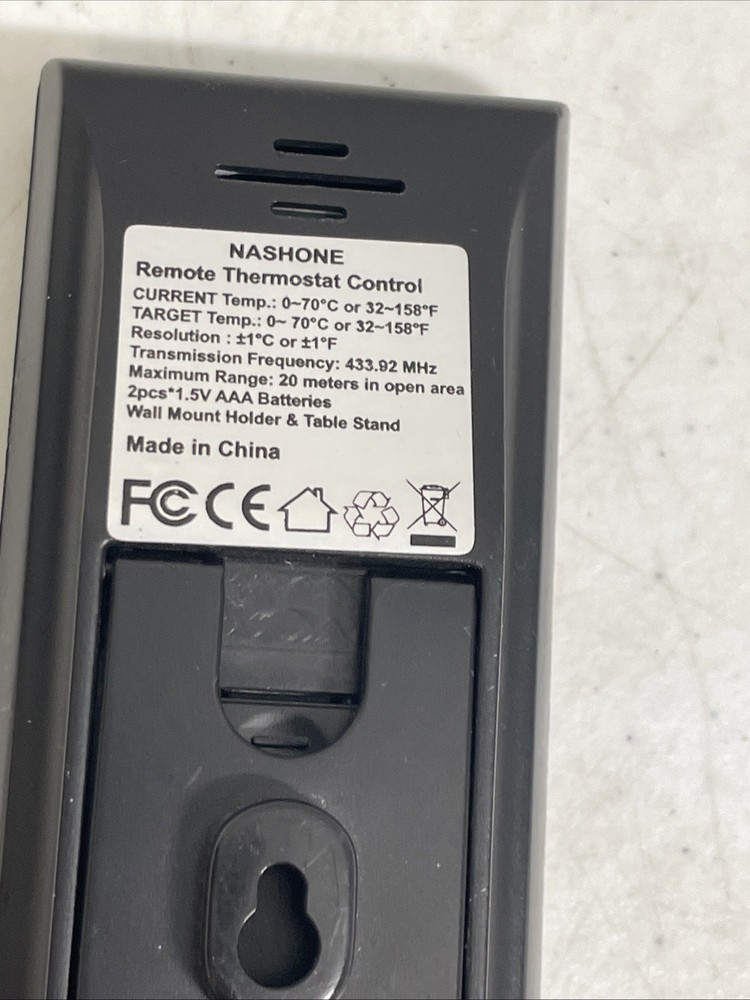 NASHONE
Remote Thermostat Control
CURRENT Temp.: 0~70°C or 32~158°F
TARGET Temp.: 0~ 70°C or 32~158°F
Resolution : ±1°C or ±1°F
Transmission Frequency: 433.92 MHz
Maximum Range: 20 meters in open area
2pcs*1.5V AAA Batteries
Wall Mount Holder & Table Stand
Made in China
FC CE